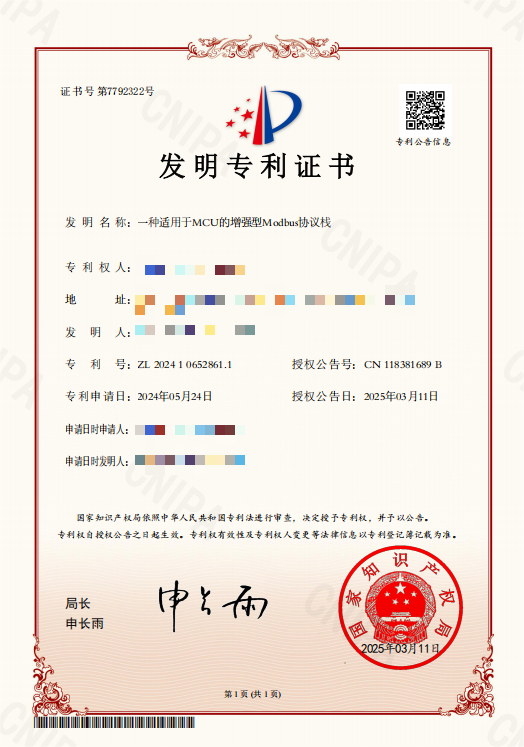 证书号第7792322号
专利公告信息
发明专利证书
发明名称：一种适用于MCU的增强型Modbus协议栈
专利权人：
地址：
发明人：
专利号：ZL 2024 1 0652861.1
授权公告号：CN 118381689 B
专利申请日：2024年05月24日
授权公告日：2025年03月11日
申请日时申请人：
申请日时发明人：
国家知识产权局依照中华人民共和国专利法进行审查，决定授予专利权，并予以公告。
专利权自授权公告之日起生效。专利权有效性及专利权人变更等法律信息以专利登记簿记载为准。
局长
申长雨
申长雨
国家知识产权局
2025年03月11日
第1页(共1页)
CNIPA
CNIPA
CNIPA
CNIPA
CNIPA